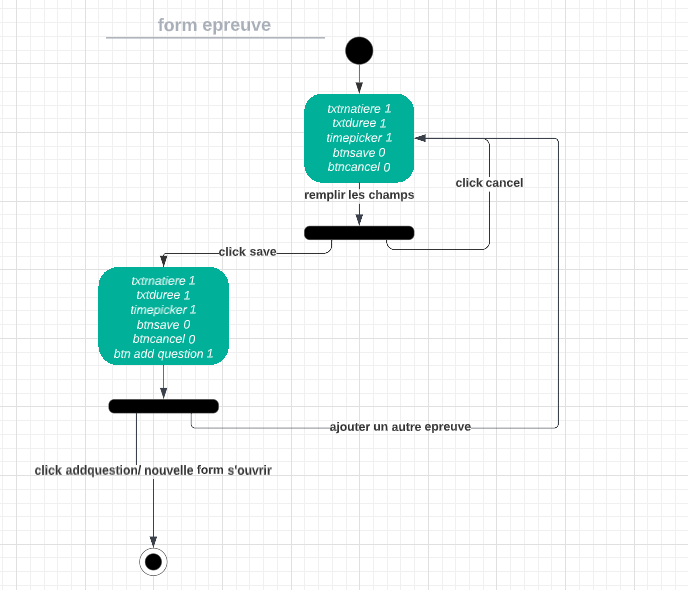 form epreuve
txtmatiere 1
txtduree 1
timepicker 1
btnsave 0
btncancel 0
remplir les champs
click cancel
click save
txtmatiere 1
txtduree 1
timepicker 1
btnsave 0
btncancel 0
btn add question 1
ajouter un autre epreuve
click addquestion/ nouvelle form s'ouvrir